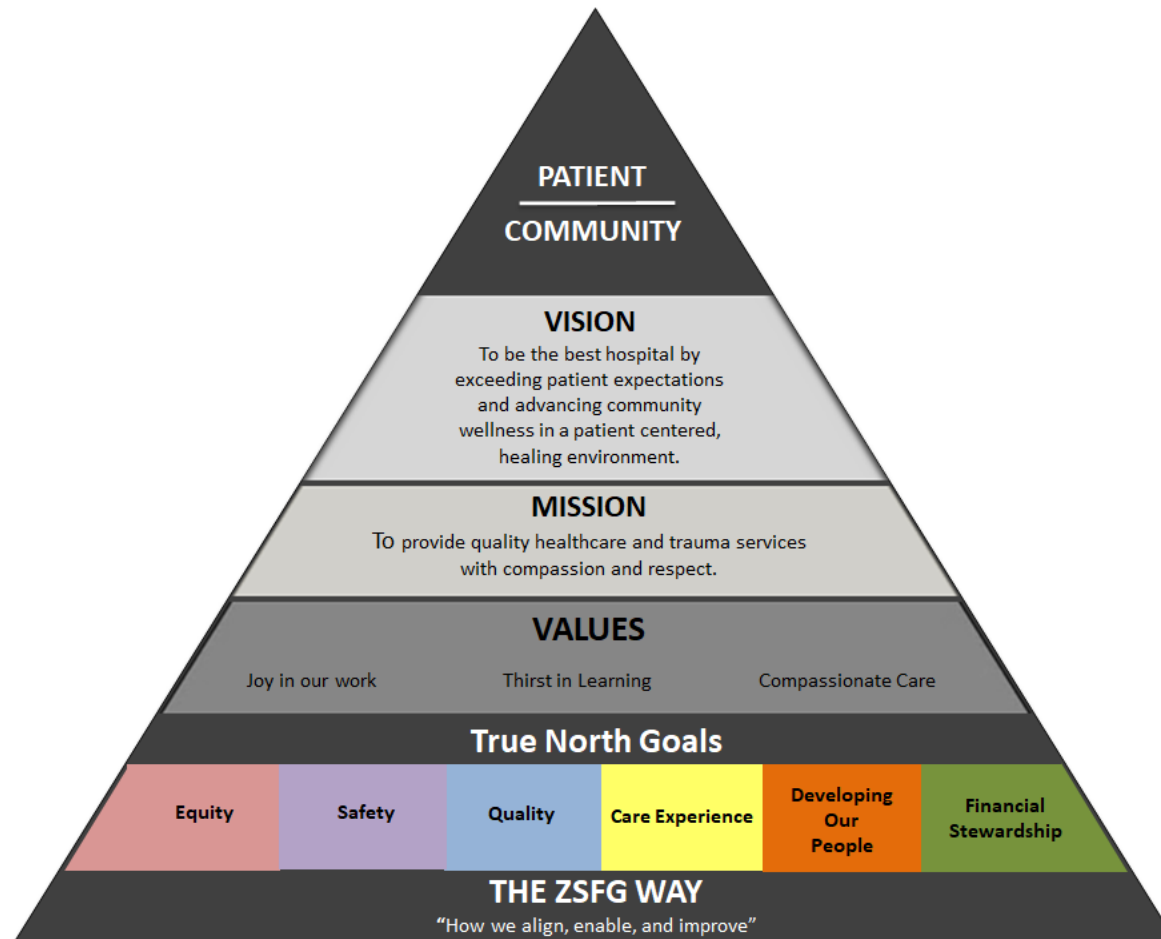 PATIENT
COMMUNITY
VISION
To be the best hospital by
exceeding patient expectations
and advancing community
wellness in a patient centered,
healing environment.
MISSION
To provide quality healthcare and trauma services
with compassion and respect.
VALUES
Joy in our work Thirst in Learning Compassionate Care
True North Goals
Equity
Safety
Quality
Care Experience
Developing
Our
People
Financial
Stewardship
THE ZSFG WAY
“How we align, enable, and improve”